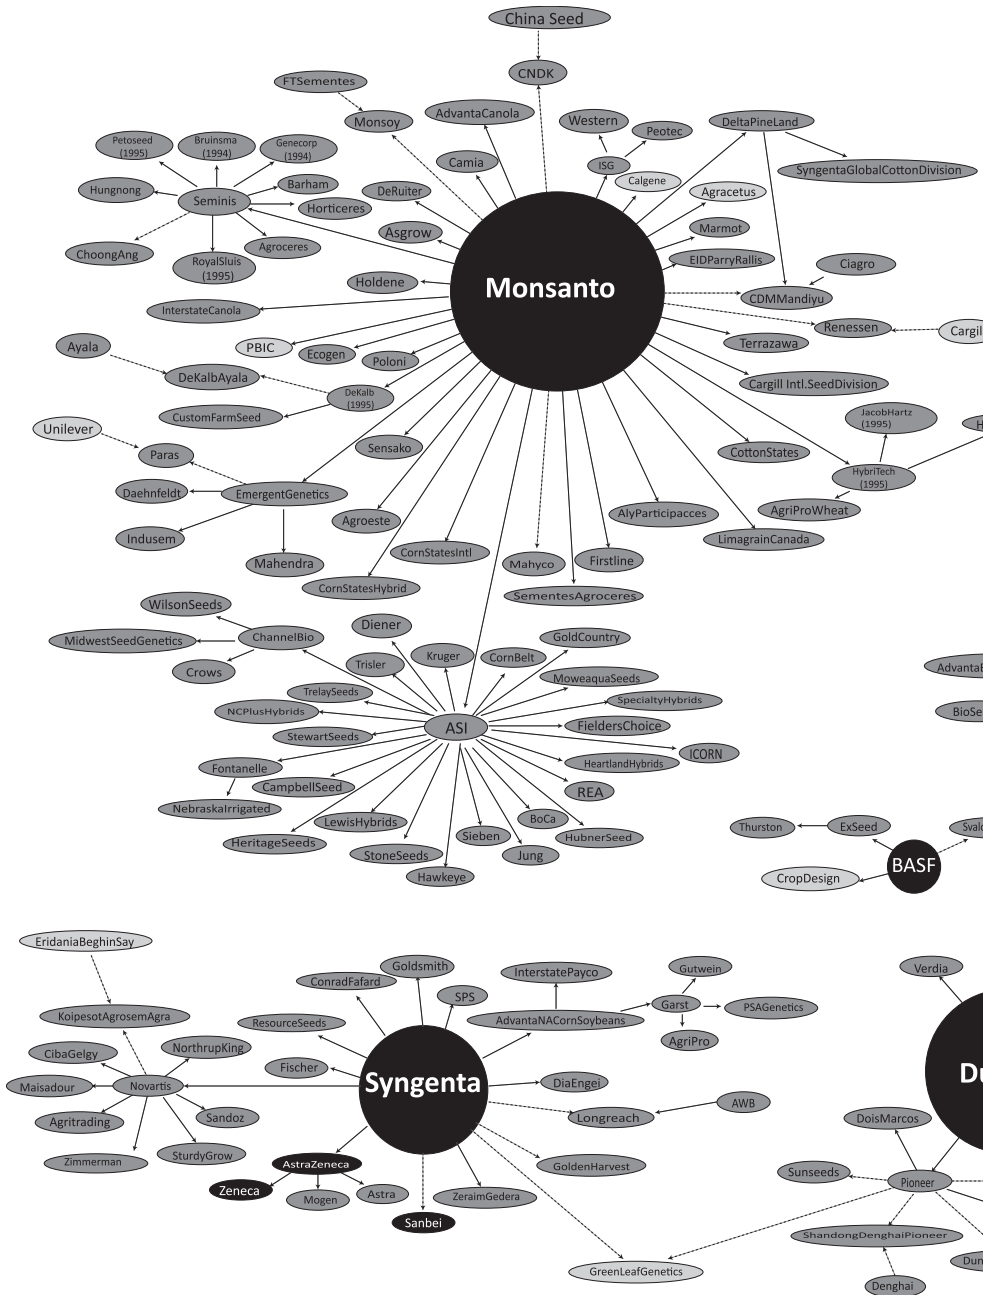 China Seed
CNDK
FTSementes
Monsoy
AdvantaCanola
Western
Peotec
DeltaPineLand
Petoseed
(1995)
Bruinsma
(1994)
Genecorp
(1994)
Camia
ISG
Calgene
SyngentaGlobalCottonDivision
Hungnong
Barham
DeRuiter
Agracetus
Seminis
Horticeres
Asgrow
Marmot
ChoongAng
RoyalSluis
(1995)
Agroceres
EIDParryRallis
Ciagro
Holdene
Monsanto
CDMMandiyu
InterstateCanola
Renessen
Cargil
PBIC
Ecogen
Poloni
Terrazawa
Ayala
DeKalbAyala
DeKalb
(1995)
Cargill Intl.SeedDivision
CustomFarmSeed
JacobHartz
(1995)
H
Unilever
Paras
Sensako
CottonStates
HybriTech
(1995)
Daehnfeldt
EmergentGenetics
AgriProWheat
Indusem
Agroeste
AlyParticipacces
LimagrainCanada
Mahendra
CornStatesIntl
Mahyco
Firstline
CornStatesHybrid
SementesAgroceres
WilsonSeeds
MidwestSeedGenetics
ChannelBio
Diener
GoldCountry
Crows
Trisler
Kruger
CornBelt
MoweaquaSeeds
AdvantaE
TrelaySeeds
SpecialtyHybrids
NCPlusHybrids
BioSe
StewartSeeds
ASI
FieldersChoice
ICORN
Fontanelle
HeartlandHybrids
CampbellSeed
REA
NebraskaIrrigated
LewisHybrids
BoCa
Thurston
ExSeed
Svalo
HeritageSeeds
Sieben
HubnerSeed
StoneSeeds
Jung
BASF
Hawkeye
CropDesign
EridaniaBeghinSay
Goldsmith
InterstatePayco
Gutwein
Verdia
ConradFafard
SPS
Garst
PSAGenetics
KoipesotAgrosemAgra
ResourceSeeds
AdvantaNACornSoybeans
AgriPro
CibaGelgy
NorthrupKing
Fischer
Syngenta
Du
Maisadour
Novartis
DiaEngei
Agritrading
Sandoz
Longreach
AWB
DoisMarcos
Zimmerman
SturdyGrow
AstraZeneca
GoldenHarvest
Sunseeds
Pioneer
Zeneca
Mogen
Astra
ZeraimGedera
Sanbei
ShandongDenghaiPioneer
GreenLeafGenetics
Dun
Denghai